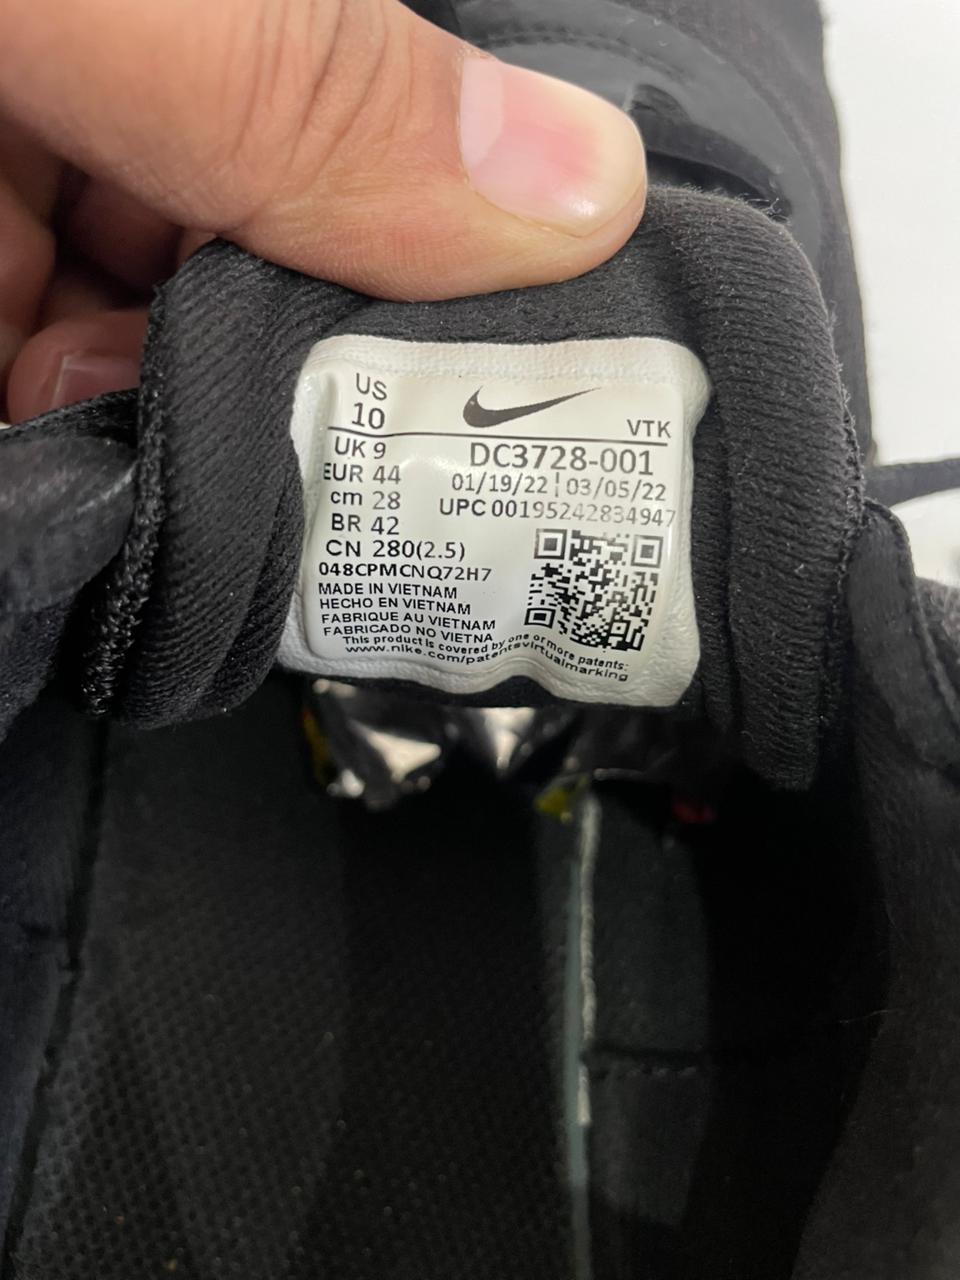 US
10
VTK
UK 9
EUR 44
cm 28
BR 42
CN 280(2.5)
DC3728-001
01/19/22 | 03/05/22
UPC 00195242834947
048CPMCNQ72H7
MADE IN VIETNAM
HECHO EN VIETNAM
FABRIQUE AU VIETNAM
FABRICADO NO VIETNA
This product is covered by one or more patents:
www.nike.com/patentsvirtualmarking